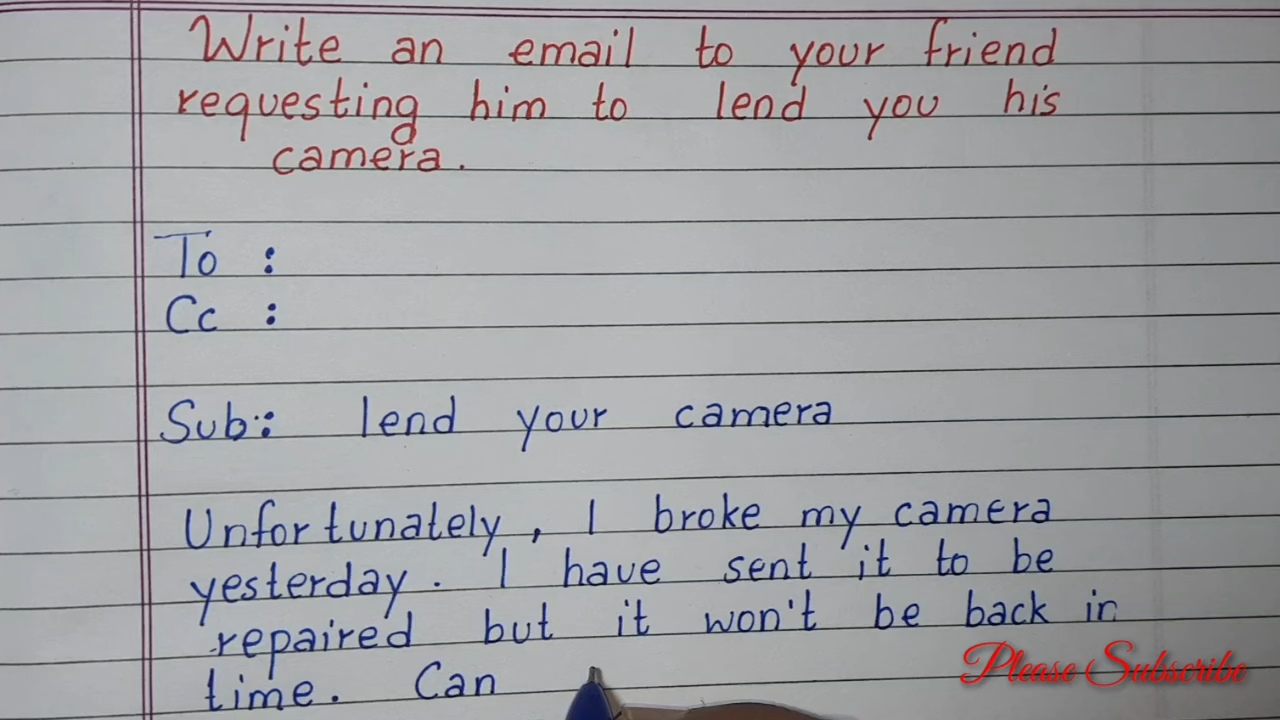 Write an email to your friend
requesting him to lend you his
camera.
To :
Cc :
Sub:: lend your camera
Unfortunately, I broke my camera
yesterday. I have sent it to be
repaired but it won't be back in
time. Can
Please Subscribe